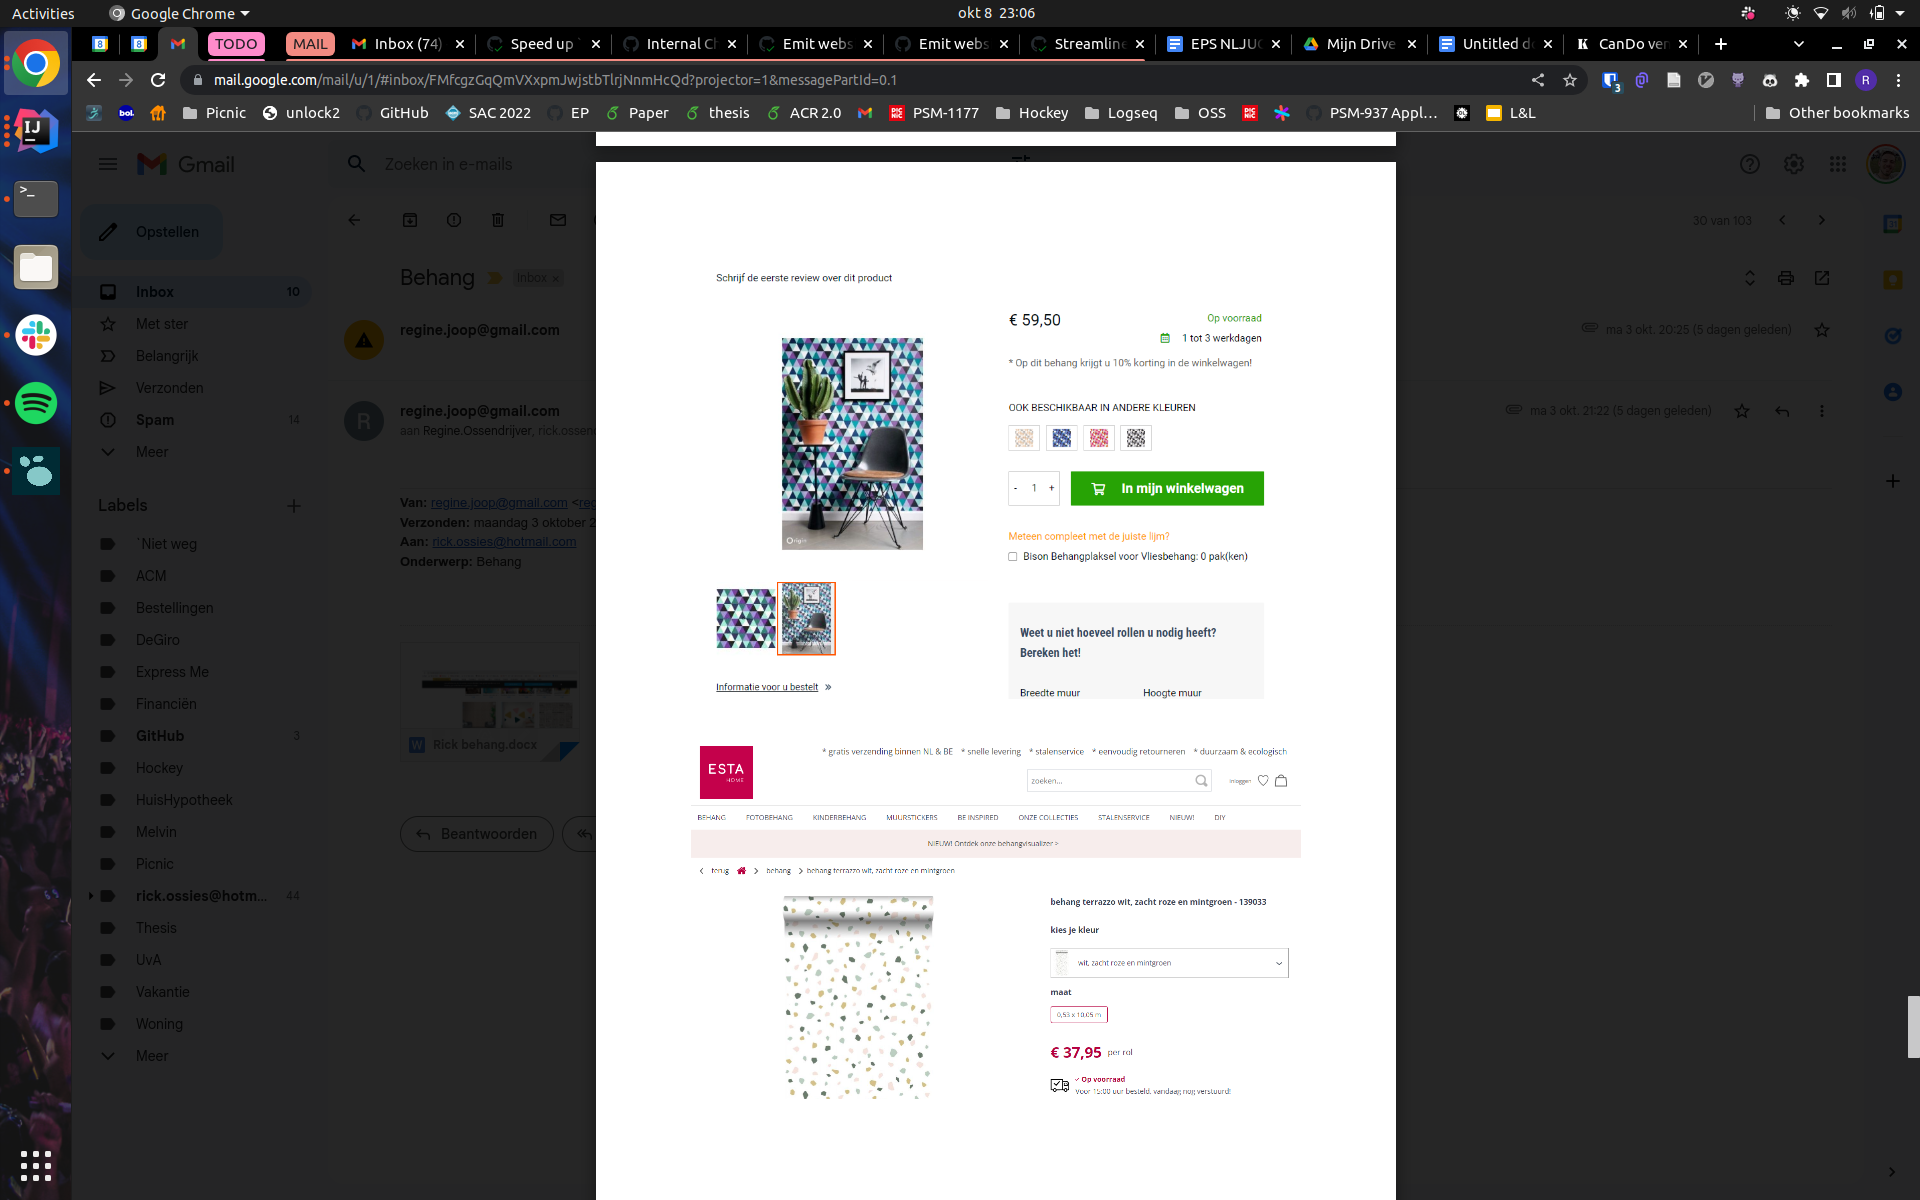 Activities
Google Chrome
okt 8 23:06
TODO
MAIL
Inbox (74)
Speed up
Internal Ch
Emit webs
Emit webs
Streamline
EPS NLJUG
Mijn Drive
Untitled do
CanDo ver
mail.google.com/mail/u/1/#inbox/FMfcgzGqQmVXxpmJwjstbTlrjNnmHcQd?projector=1&messagePartId=0.1
Picnic
unlock2
GitHub
SAC 2022
EP
Paper
thesis
ACR 2.0
PSM-1177
Hockey
Logseq
OSS
PSM-937 Appl...
L&L
Other bookmarks
Gmail
Zoeken in e-mails
Opstellen
30 van 103
Behang
Inbox
Inbox 10
Met ster
Belangrijk
Verzonden
Spam 14
Meer
regine.joop@gmail.com
ma 3 okt. 20:25 (5 dagen geleden)
regine.joop@gmail.com
ma 3 okt. 21:22 (5 dagen geleden)
aan Regine.Ossendrijver, rick.ossen
Labels
Van: regine.joop@gmail.com <reg
Verzonden: maandag 3 oktober 2
Aan: rick.ossies@hotmail.com
Onderwerp: Behang
`Niet weg
ACM
Bestellingen
DeGiro
Express Me
Financiën
GitHub 3
Hockey
HuisHypotheek
Melvin
Picnic
rick.ossies@hotm... 44
Thesis
UvA
Vakantie
Woning
Meer
Rick behang.docx
Beantwoorden
Schrijf de eerste review over dit product
€ 59,50
Op voorraad
1 tot 3 werkdagen
* Op dit behang krijgt u 10% korting in de winkelwagen!
OOK BESCHIKBAAR IN ANDERE KLEUREN
- 1 +
In mijn winkelwagen
Meteen compleet met de juiste lijm?
Bison Behangplaksel voor Vliesbehang: 0 pak(ken)
Weet u niet hoeveel rollen u nodig heeft?
Bereken het!
Breedte muur
Hoogte muur
Informatie voor u bestelt »
ESTA
HOME
* gratis verzending binnen NL & BE * snelle levering * stalenservice * eenvoudig retourneren * duurzaam & ecologisch
zoeken...
inloggen
BEHANG FOTOBEHANG KINDERBEHANG MUURSTICKERS BE INSPIRED ONZE COLLECTIES STALENSERVICE NIEUW! DIY
NIEUW! Ontdek onze behangvisualizer >
terug
behang
behang terrazzo wit, zacht roze en mintgroen
behang terrazzo wit, zacht roze en mintgroen - 139033
kies je kleur
wit, zacht roze en mintgroen
maat
0,53 x 10,05 m
€ 37,95 per rol
Op voorraad
Voor 15:00 uur besteld, vandaag nog verstuurd!